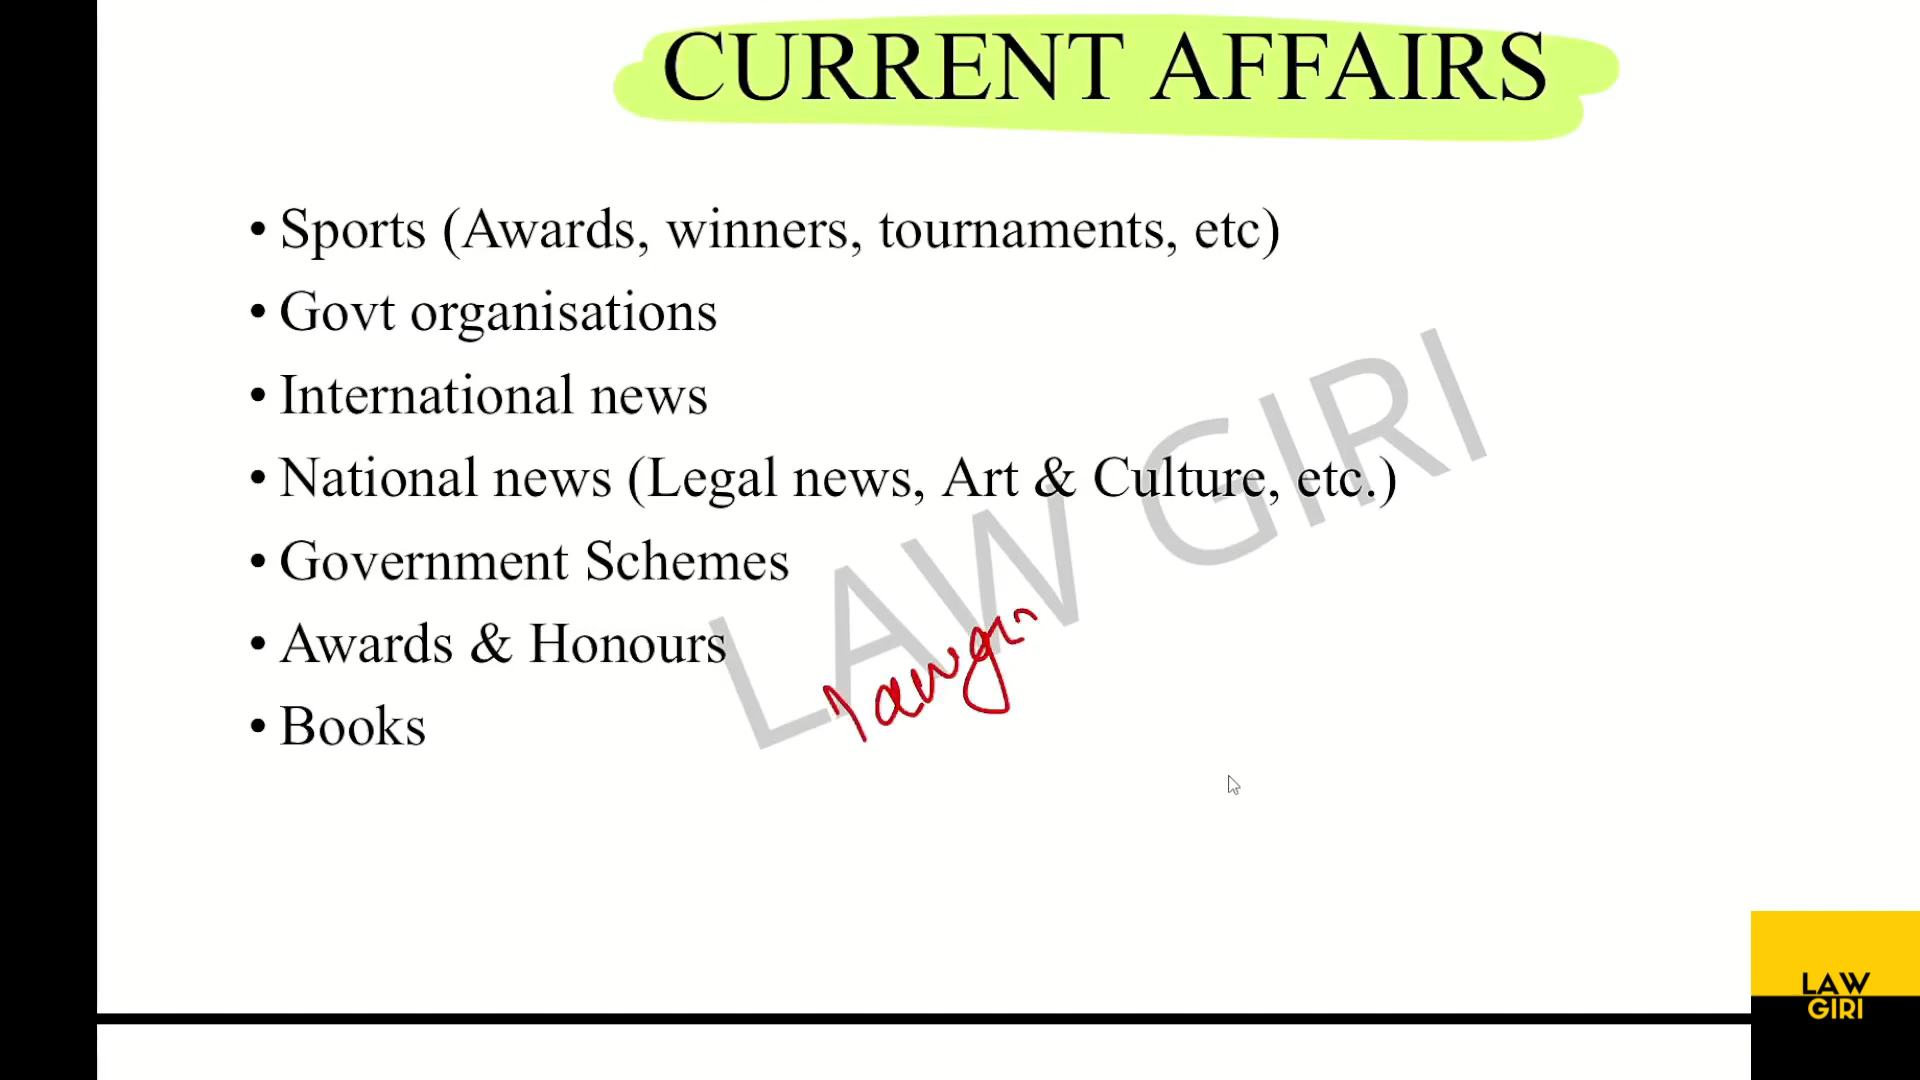 CURRENT AFFAIRS
• Sports (Awards, winners, tournaments, etc)
• Govt organisations
• International news
• National news (Legal news, Art & Culture, etc.)
• Government Schemes
• Awards & Honours
• Books
LAW GIRI
LAW
GIRI